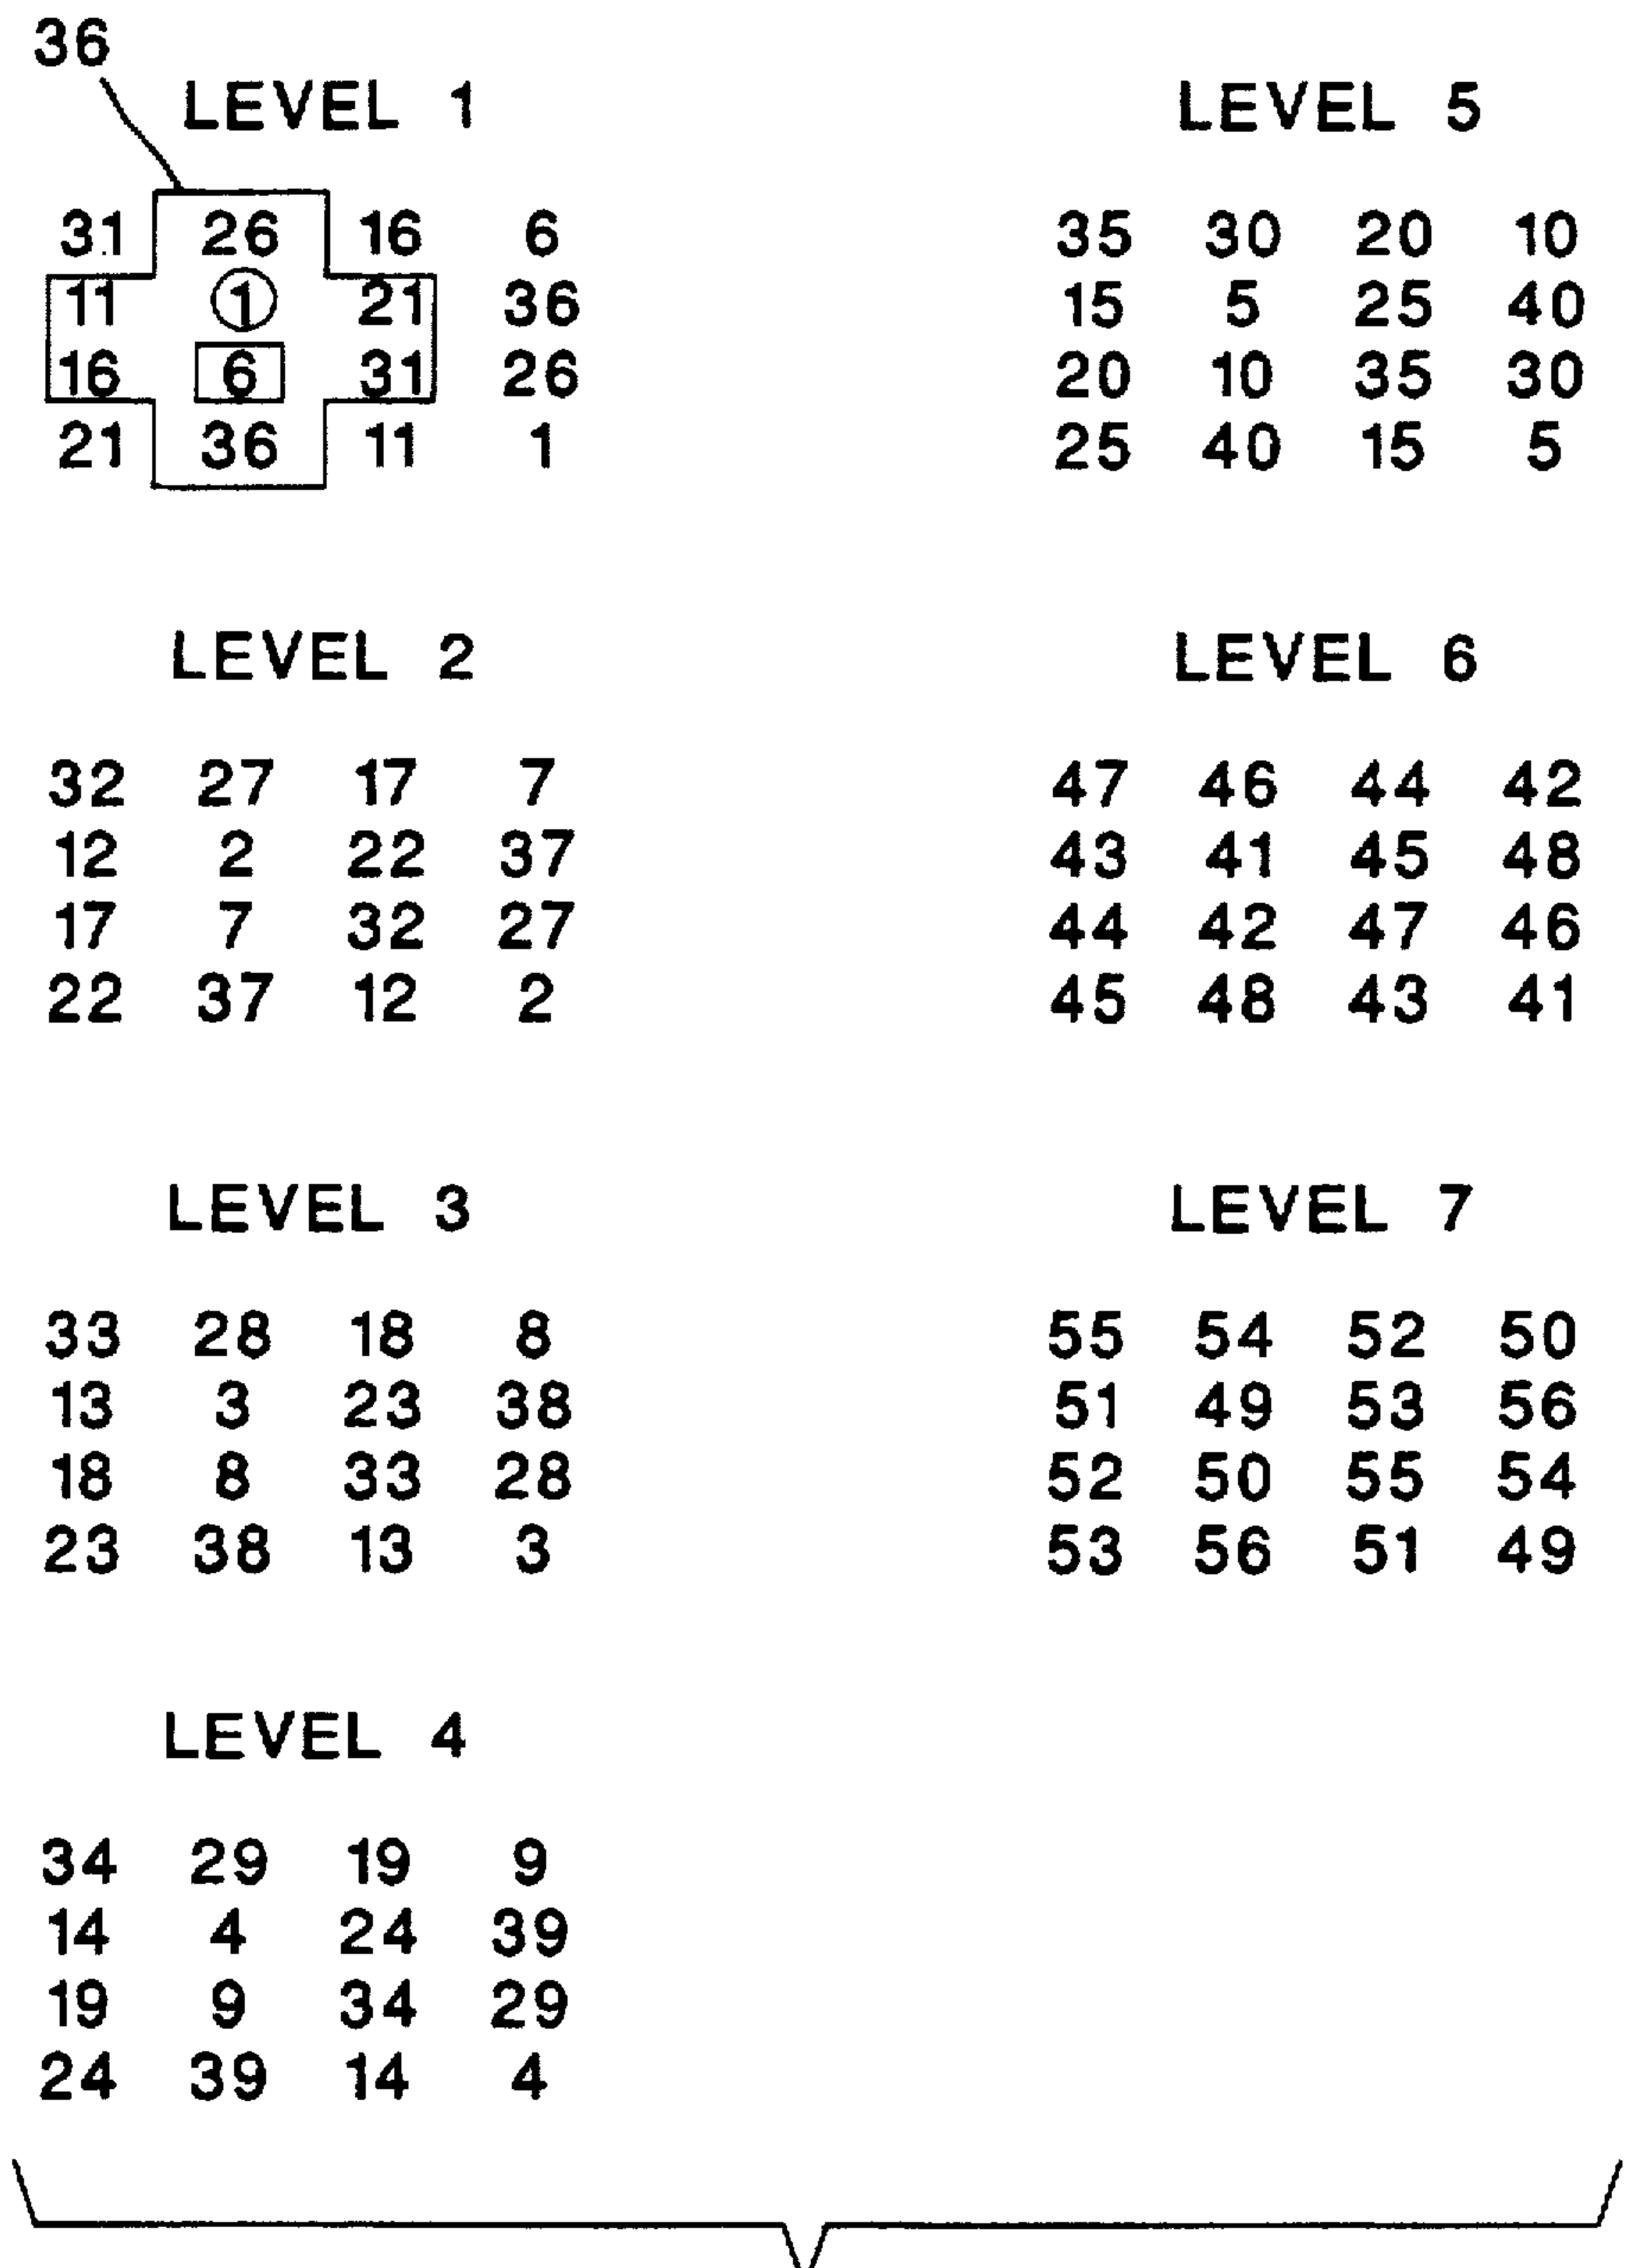 36
LEVEL 1
31 26 16 6
11 1 21 36
16 6 31 26
21 36 11 1
LEVEL 2
32 27 17 7
12 2 22 37
17 7 32 27
22 37 12 2
LEVEL 3
33 28 18 8
13 3 23 38
18 8 33 28
23 38 13 3
LEVEL 4
34 29 19 9
14 4 24 39
19 9 34 29
24 39 14 4
LEVEL 5
35 30 20 10
15 5 25 40
20 10 35 30
25 40 15 5
LEVEL 6
47 46 44 42
43 41 45 48
44 42 47 46
45 48 43 41
LEVEL 7
55 54 52 50
51 49 53 56
52 50 55 54
53 56 51 49